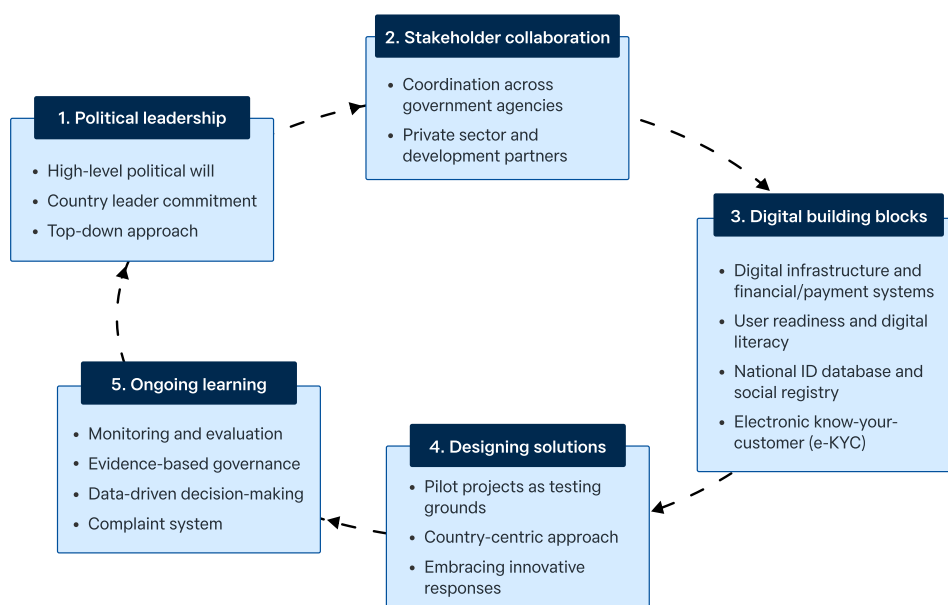 1. Political leadership
• High-level political will
• Country leader commitment
• Top-down approach
2. Stakeholder collaboration
• Coordination across
government agencies
• Private sector and
development partners
3. Digital building blocks
• Digital infrastructure and
financial/payment systems
• User readiness and digital
literacy
• National ID database and
social registry
• Electronic know-your-
customer (e-KYC)
4. Designing solutions
• Pilot projects as testing
grounds
• Country-centric approach
• Embracing innovative
responses
5. Ongoing learning
• Monitoring and evaluation
• Evidence-based governance
• Data-driven decision-making
• Complaint system